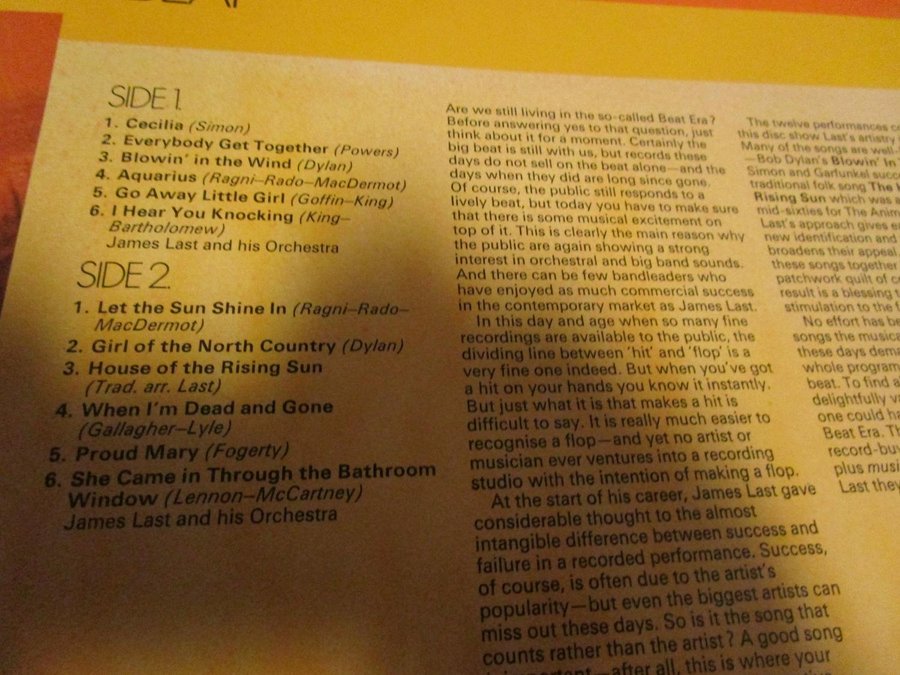 SIDE 1.
1. Cecilia (Simon)
2. Everybody Get Together (Powers)
3. Blowin' in the Wind (Dylan)
4. Aquarius (Ragni–Rado–MacDermot)
5. Go Away Little Girl (Goffin–King)
6. I Hear You Knocking (King–
Bartholomew)
James Last and his Orchestra
SIDE 2.
1. Let the Sun Shine In (Ragni–Rado–
MacDermot)
2. Girl of the North Country (Dylan)
3. House of the Rising Sun
(Trad. arr. Last)
4. When I'm Dead and Gone
(Gallagher–Lyle)
5. Proud Mary (Fogerty)
6. She Came in Through the Bathroom
Window (Lennon–McCartney)
James Last and his Orchestra
Are we still living in the so-called Beat Era?
Before answering yes to that question, just
think about it for a moment. Certainly the
big beat is still with us, but records these
days do not sell on the beat alone—and the
days when they did are long since gone.
Of course, the public still responds to a
lively beat, but today you have to make sure
that there is some musical excitement on
top of it. This is clearly the main reason why
the public are again showing a strong
interest in orchestral and big band sounds.
And there can be few bandleaders who
have enjoyed as much commercial success
in the contemporary market as James Last.
In this day and age when so many fine
recordings are available to the public, the
dividing line between 'hit' and 'flop' is a
very fine one indeed. But when you've got
a hit on your hands you know it instantly.
But just what it is that makes a hit is
difficult to say. It is really much easier to
recognise a flop—and yet no artist or
musician ever ventures into a recording
studio with the intention of making a flop.
At the start of his career, James Last gave
considerable thought to the almost
intangible difference between success and
failure in a recorded performance. Success,
of course, is often due to the artist's
popularity—but even the biggest artists can
miss out these days. So is it the song that
counts rather than the artist? A good song
is important—after all, this is where your
The twelve performances
this disc show Last's artistry
Many of the songs are well-
—Bob Dylan's Blowin' In
Simon and Garfunkel
traditional folk song The
Rising Sun which was a
mid-sixties for The
Last's approach gives
new identification and
broadens their appeal.
these songs together
patchwork quilt of
result is a blessing
stimulation to the
No effort has be
songs the musica
these days dema
whole program
beat. To find a
delightfully
one could ha
Beat Era. Th
record-bu
plus musi
Last they